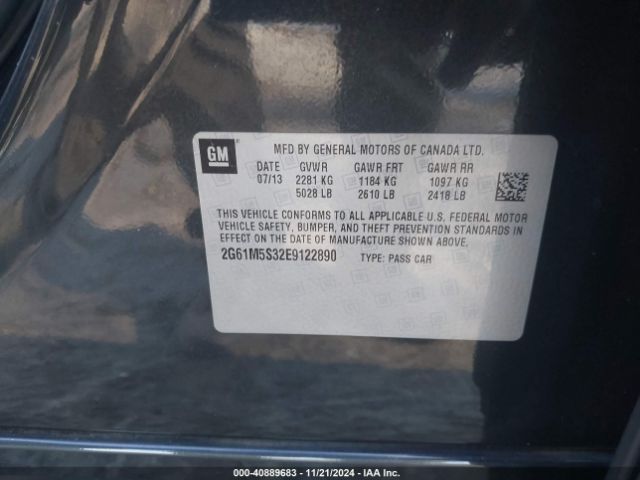 GM
MFD BY GENERAL MOTORS OF CANADA LTD.
DATE GVWR GAWR FRT GAWR RR
07/13 2281 KG 1184 KG 1097 KG
5028 LB 2610 LB 2418 LB
THIS VEHICLE CONFORMS TO ALL APPLICABLE U.S. FEDERAL MOTOR
VEHICLE SAFETY, BUMPER, AND THEFT PREVENTION STANDARDS IN
EFFECT ON THE DATE OF MANUFACTURE SHOWN ABOVE.
2G61M5S32E9122890 TYPE: PASS CAR
000-40889683 - 11/21/2024 - IAA Inc.